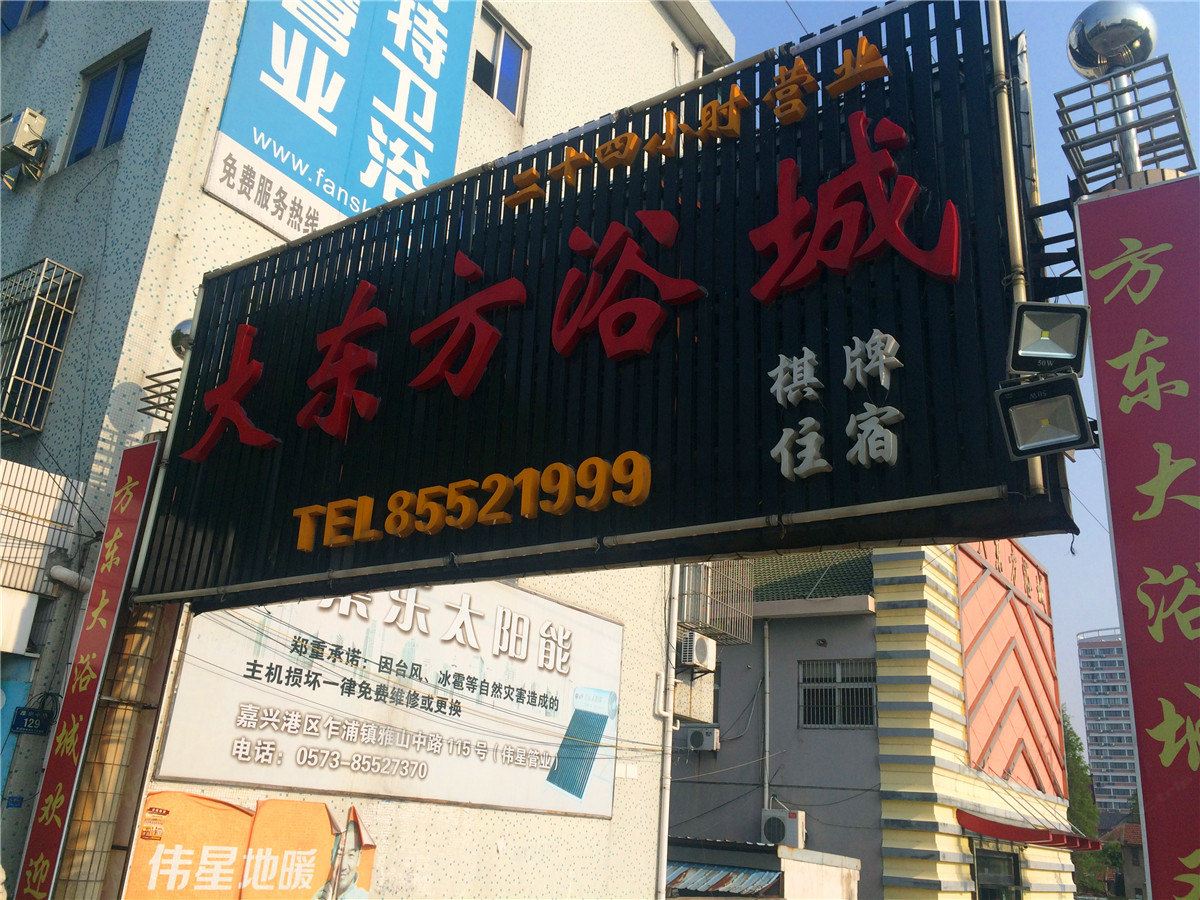 管业
特卫浴
www.fansk
免费服务热线
二十四小时营业
大东方浴城
棋牌
住宿
TEL85521999
方东大浴城欢迎
方东大浴城
东太阳能
郑重承诺：因台风、冰雹等自然灾害造成的
主机损坏一律免费维修或更换
嘉兴港区乍浦镇雅山中路115号（伟星管业）
电话：0573-85527370
伟星地暖
129
50W
50W